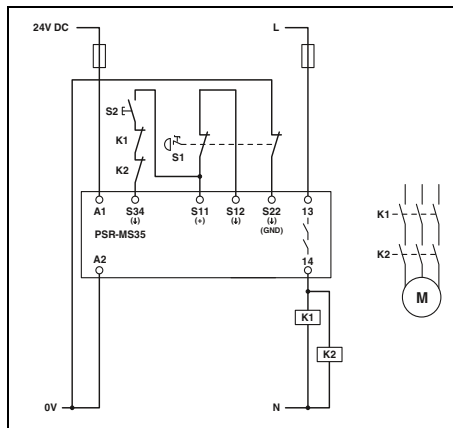 24V DC
L
S2
K1
K2
S1
A1
S34
(↓)
S11
(+)
S12
(↓)
S22
(↓)
(GND)
13
PSR-MS35
A2
14
K1
K2
K1
K2
M
0V
N